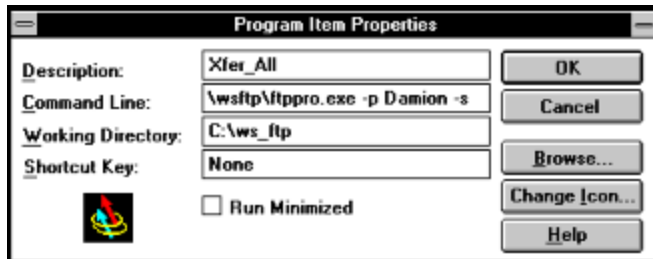 Program Item Properties
Description: Xfer_All OK
Command Line: \wsftp\ftppro.exe -p Damion -s Cancel
Working Directory: C:\ws_ftp
Shortcut Key: None Browse...
Run Minimized Change Icon...
Help